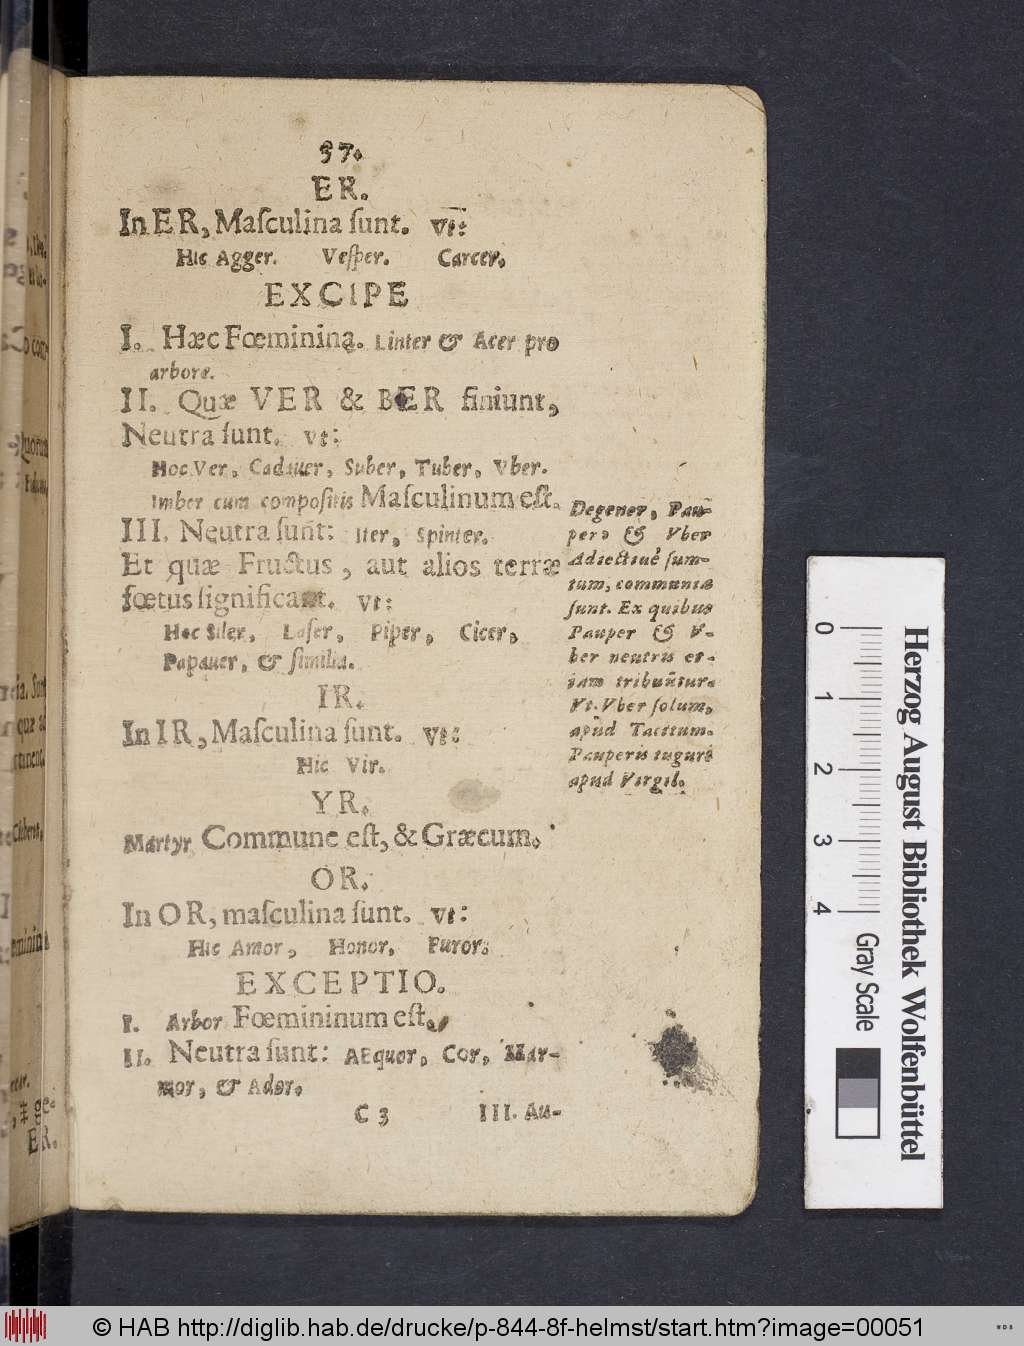 37.
ER.
In ER, Maſculina ſunt. Vt:
Hic Agger. Veſper. Carcer.
EXCIPE
I. Hæc Fœminina. Linter & Acer pro
arbore.
II. Quæ VER & BER finiunt,
Neutra ſunt. vt:
Hoc Ver, Cadauer, Suber, Tuber, Vber.
Imber cum compoſitis Maſculinum eſt.
III. Neutra ſunt: Iter, Spinter.
Et quæ Fructus, aut alios terræ
fœtus ſignificant. Vt:
Hoc Siler, Laſer, Piper, Cicer,
Papauer, & ſimilia.
IR.
In IR, Maſculina ſunt. Vt:
Hic Vir.
YR.
Martyr Commune eſt, & Græcum.
OR.
In OR, maſculina ſunt. vt:
Hic Amor, Honor, Furor.
EXCEPTIO.
I. Arbor Fœmininum eſt.
II. Neutra ſunt: AEquor, Cor, Mar-
mor, & Ador.
C 3 III. Au-
Degener, Pau-
per, & Vber
Adiectiuè ſum-
tum, communia
ſunt. Ex quibus
Pauper & V-
ber neutris et-
iam tribuūtur.
Vt. Vber ſolum,
apūd Tacitum.
Pauperis tugurî
apud Virgil.
ER.
Herzog August Bibliothek Wolfenbüttel
0 1 2 3 4
Gray Scale
© HAB http://diglib.hab.de/drucke/p-844-8f-helmst/start.htm?image=00051